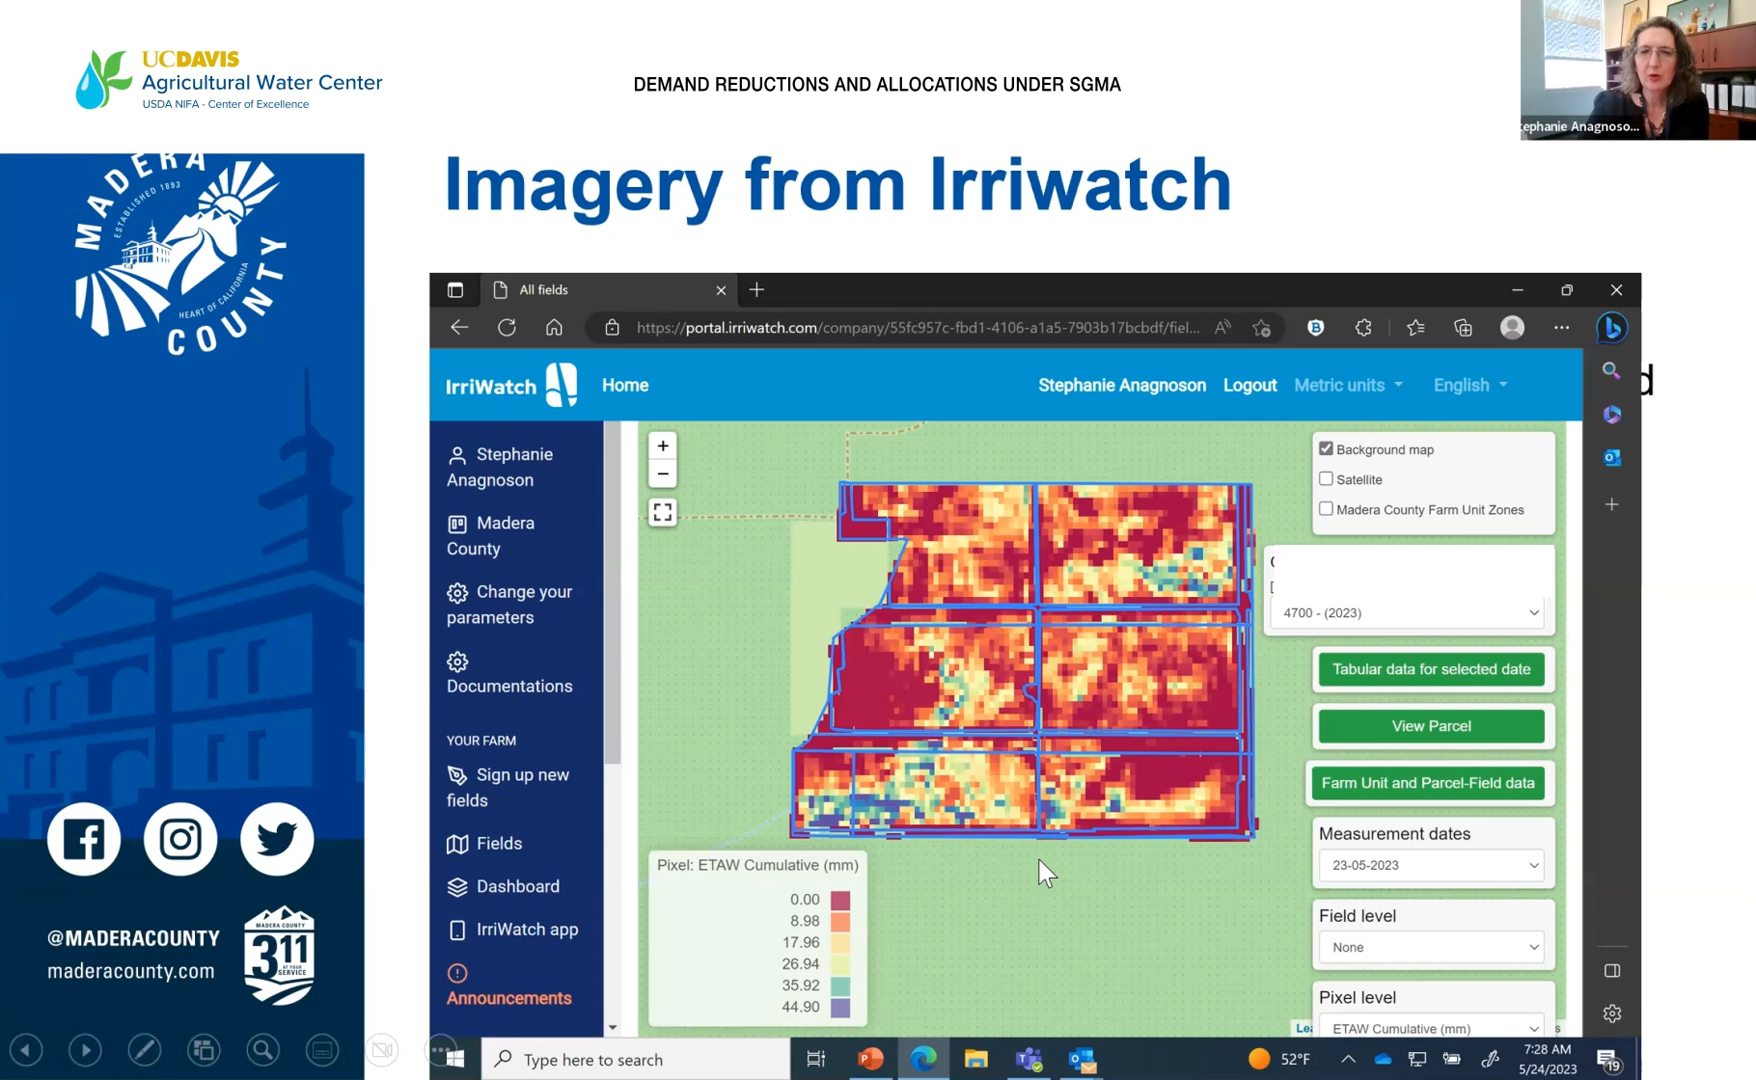 UCDAVIS
Agricultural Water Center
USDA NIFA - Center of Excellence
DEMAND REDUCTIONS AND ALLOCATIONS UNDER SGMA
tephanie Anagnoso...
MADERA
ESTABLISHED 1893
HEART OF CALIFORNIA
COUNTY
Imagery from Irriwatch
All fields
https://portal.irriwatch.com/company/55fc957c-fbd1-4106-a1a5-7903b17bcbdf/fiel...
IrriWatch
Home
Stephanie Anagnoson
Logout
Metric units
English
d
Stephanie
Anagnoson
Madera
County
Change your
parameters
Documentations
YOUR FARM
Sign up new
fields
Fields
Dashboard
IrriWatch app
Announcements
+
−
Background map
Satellite
Madera County Farm Unit Zones
4700 - (2023)
Tabular data for selected date
View Parcel
Farm Unit and Parcel-Field data
Measurement dates
23-05-2023
Field level
None
Pixel level
ETAW Cumulative (mm)
Lea
s
Pixel: ETAW Cumulative (mm)
0.00
8.98
17.96
26.94
35.92
44.90
@MADERACOUNTY
maderacounty.com
MADERA COUNTY
311
AT YOUR
SERVICE
Type here to search
52°F
7:28 AM
5/24/2023
19